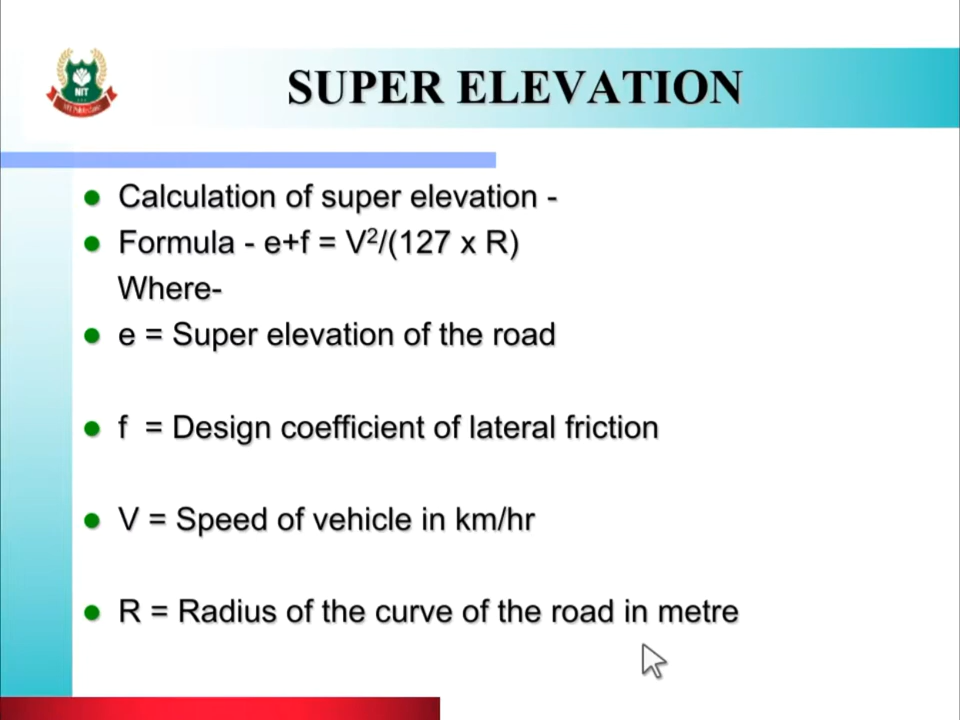 NIT
SUPER ELEVATION
Calculation of super elevation -
Formula - e+f = V²/(127 x R)
Where-
e = Super elevation of the road
f = Design coefficient of lateral friction
V = Speed of vehicle in km/hr
R = Radius of the curve of the road in metre